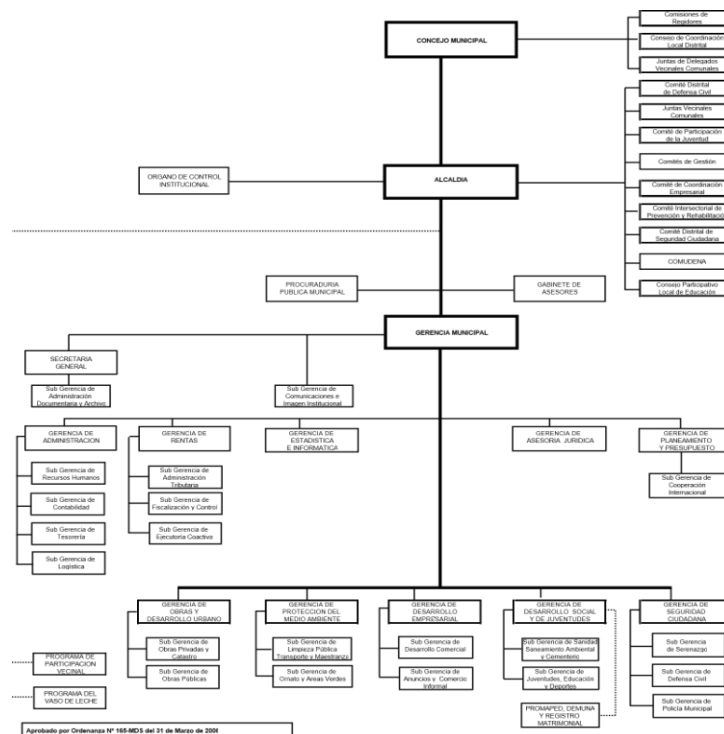 CONCEJO MUNICIPAL
Comisiones de
Regidores
Consejo de Coordinación
Local Distrital
Juntas de Delegados
Vecinales Comunales
Comité Distrital
de Defensa Civil
Juntas Vecinales
Comunales
Comité de Participación
de la Juventud
Comités de Gestión
Comité de Coordinación
Empresarial
Comité Intersectorial de
Prevención y Rehabilitació
Comité Distrital de
Seguridad Ciudadana
COMUDENA
Consejo Participativo
Local de Educación
ORGANO DE CONTROL
INSTITUCIONAL
ALCALDIA
PROCURADURIA
PUBLICA MUNICIPAL
GABINETE DE
ASESORES
GERENCIA MUNICIPAL
SECRETARIA
GENERAL
Sub Gerencia de
Administración
Documentaria y Archivo
Sub Gerencia de
Comunicaciones e
Imagen Institucional
GERENCIA DE
ADMINISTRACION
Sub Gerencia de
Recursos Humanos
Sub Gerencia de
Contabilidad
Sub Gerencia de
Tesorería
Sub Gerencia de
Logística
GERENCIA DE
RENTAS
Sub Gerencia de
Administración
Tributaria
Sub Gerencia de
Fiscalización y Control
Sub Gerencia de
Ejecutoría Coactiva
GERENCIA DE
ESTADISTICA
E INFORMATICA
GERENCIA DE
ASESORIA JURIDICA
GERENCIA DE
PLANEAMIENTO
Y PRESUPUESTO
Sub Gerencia de
Cooperación
Internacional
GERENCIA DE
OBRAS Y
DESARROLLO URBANO
Sub Gerencia de
Obras Privadas y
Catastro
Sub Gerencia de
Obras Públicas
GERENCIA DE
PROTECCION DEL
MEDIO AMBIENTE
Sub Gerencia de
Limpieza Pública
Transporte y Maestranza
Sub Gerencia de
Ornato y Areas Verdes
GERENCIA DE
DESARROLLO
EMPRESARIAL
Sub Gerencia de
Desarrollo Comercial
Sub Gerencia de
Anuncios y Comercio
Informal
GERENCIA DE
DESARROLLO SOCIAL
Y DE JUVENTUDES
Sub Gerencia de Sanidad
Saneamiento Ambiental
y Cementerio
Sub Gerencia de
Juventudes, Educación
y Deportes
PROMAPED, DEMUNA
Y REGISTRO
MATRIMONIAL
GERENCIA DE
SEGURIDAD
CIUDADANA
Sub Gerencia
de Serenazgo
Sub Gerencia de
Defensa Civil
Sub Gerencia de
Policía Municipal
PROGRAMA DE
PARTICIPACION
VECINAL
PROGRAMA DEL
VASO DE LECHE
Aprobado por Ordenanza Nº 165-MDS del 31 de Marzo de